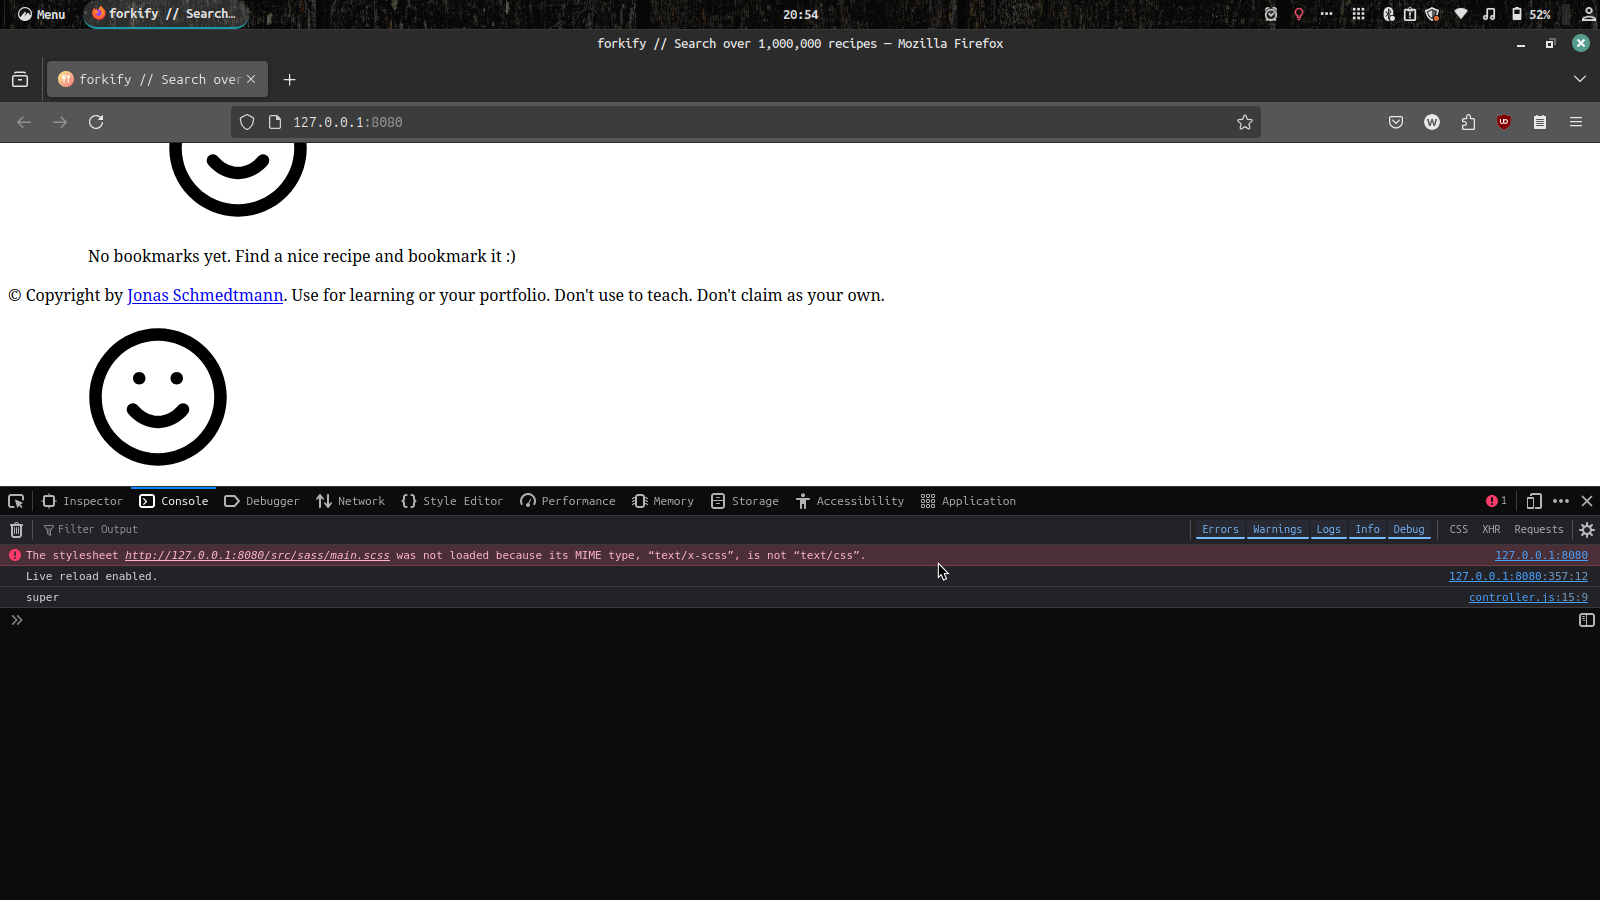 Menu
forkify // Search…
20:54
52%
forkify // Search over 1,000,000 recipes — Mozilla Firefox
forkify // Search over
127.0.0.1:8080
No bookmarks yet. Find a nice recipe and bookmark it :)
© Copyright by Jonas Schmedtmann. Use for learning or your portfolio. Don't use to teach. Don't claim as your own.
Inspector Console Debugger Network Style Editor Performance Memory Storage Accessibility Application 1
Filter Output Errors Warnings Logs Info Debug CSS XHR Requests
The stylesheet http://127.0.0.1:8080/src/sass/main.scss was not loaded because its MIME type, “text/x-scss”, is not “text/css”. 127.0.0.1:8080
Live reload enabled. 127.0.0.1:8080:357:12
super controller.js:15:9